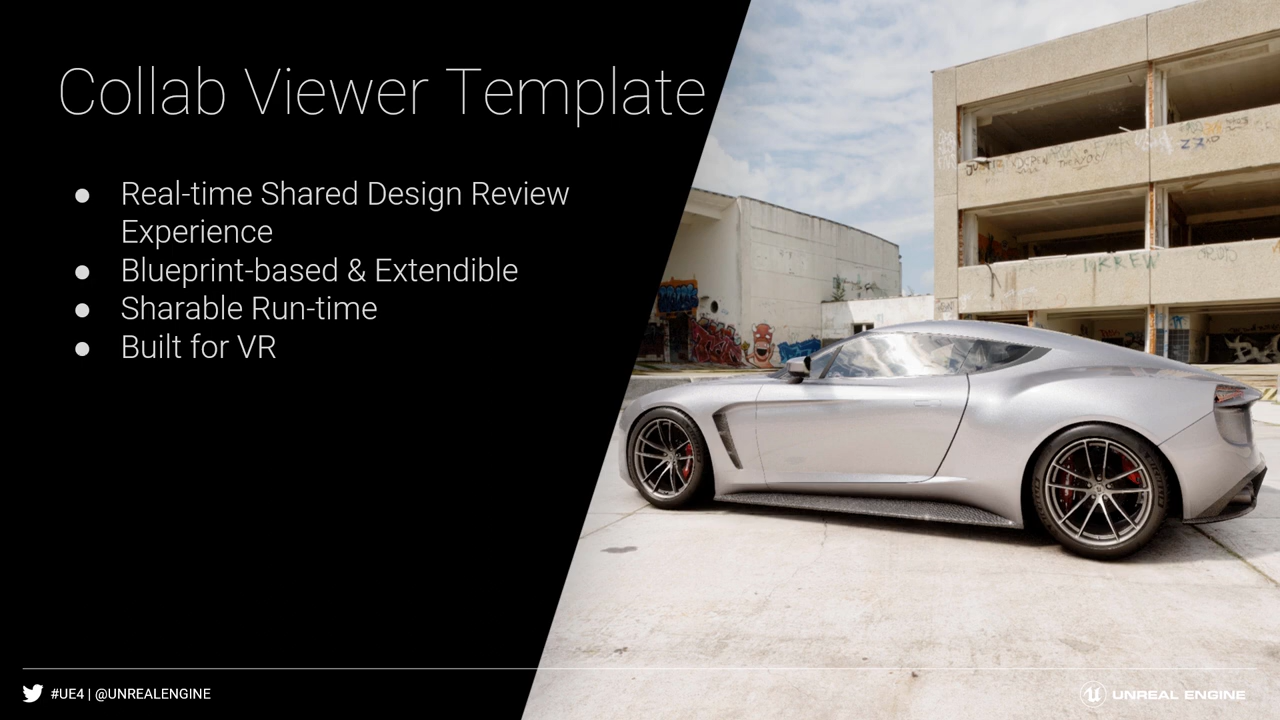 Collab Viewer Template
● Real-time Shared Design Review
Experience
● Blueprint-based & Extendible
● Sharable Run-time
● Built for VR
#UE4 | @UNREALENGINE
UNREAL ENGINE